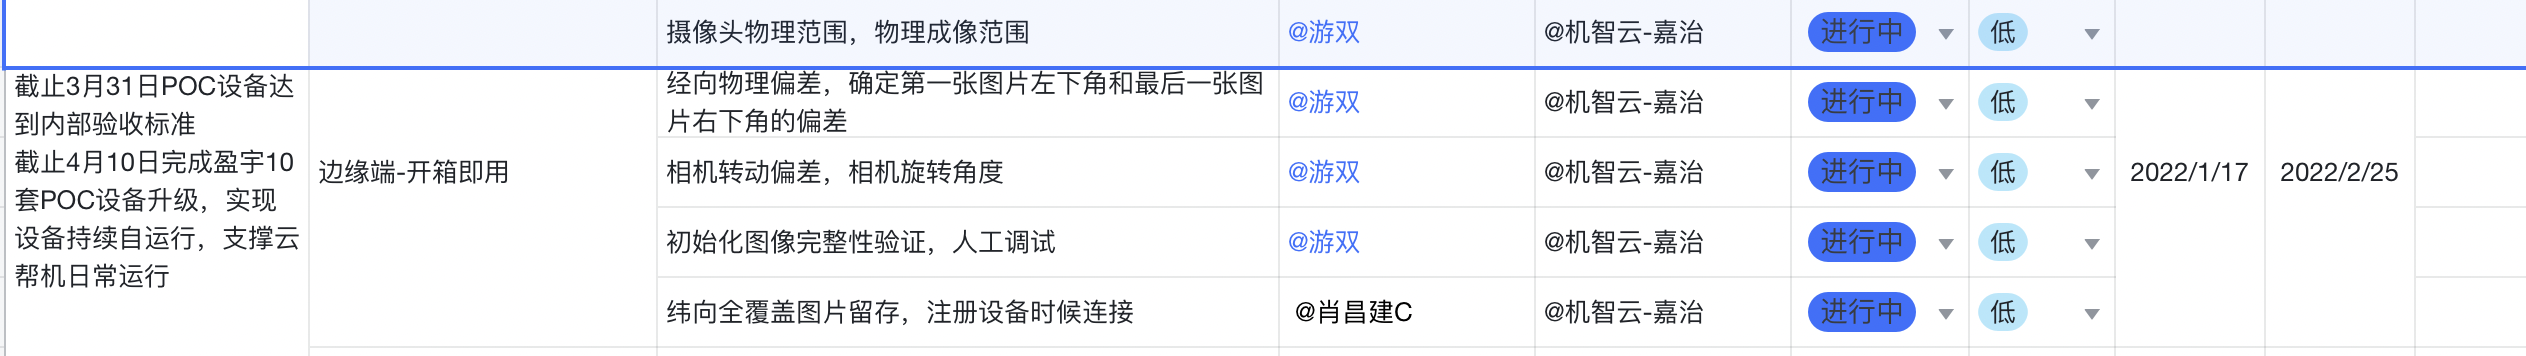 摄像头物理范围，物理成像范围 @游双 @机智云-嘉治 进行中 低
截止3月31日POC设备达
到内部验收标准
截止4月10日完成盈宇10
套POC设备升级，实现
设备持续自运行，支撑云
帮机日常运行
边缘端-开箱即用
经向物理偏差，确定第一张图片左下角和最后一张图
片右下角的偏差
@游双 @机智云-嘉治 进行中 低
相机转动偏差，相机旋转角度 @游双 @机智云-嘉治 进行中 低
2022/1/17 2022/2/25
初始化图像完整性验证，人工调试 @游双 @机智云-嘉治 进行中 低
纬向全覆盖图片留存，注册设备时候连接 @肖昌建C @机智云-嘉治 进行中 低